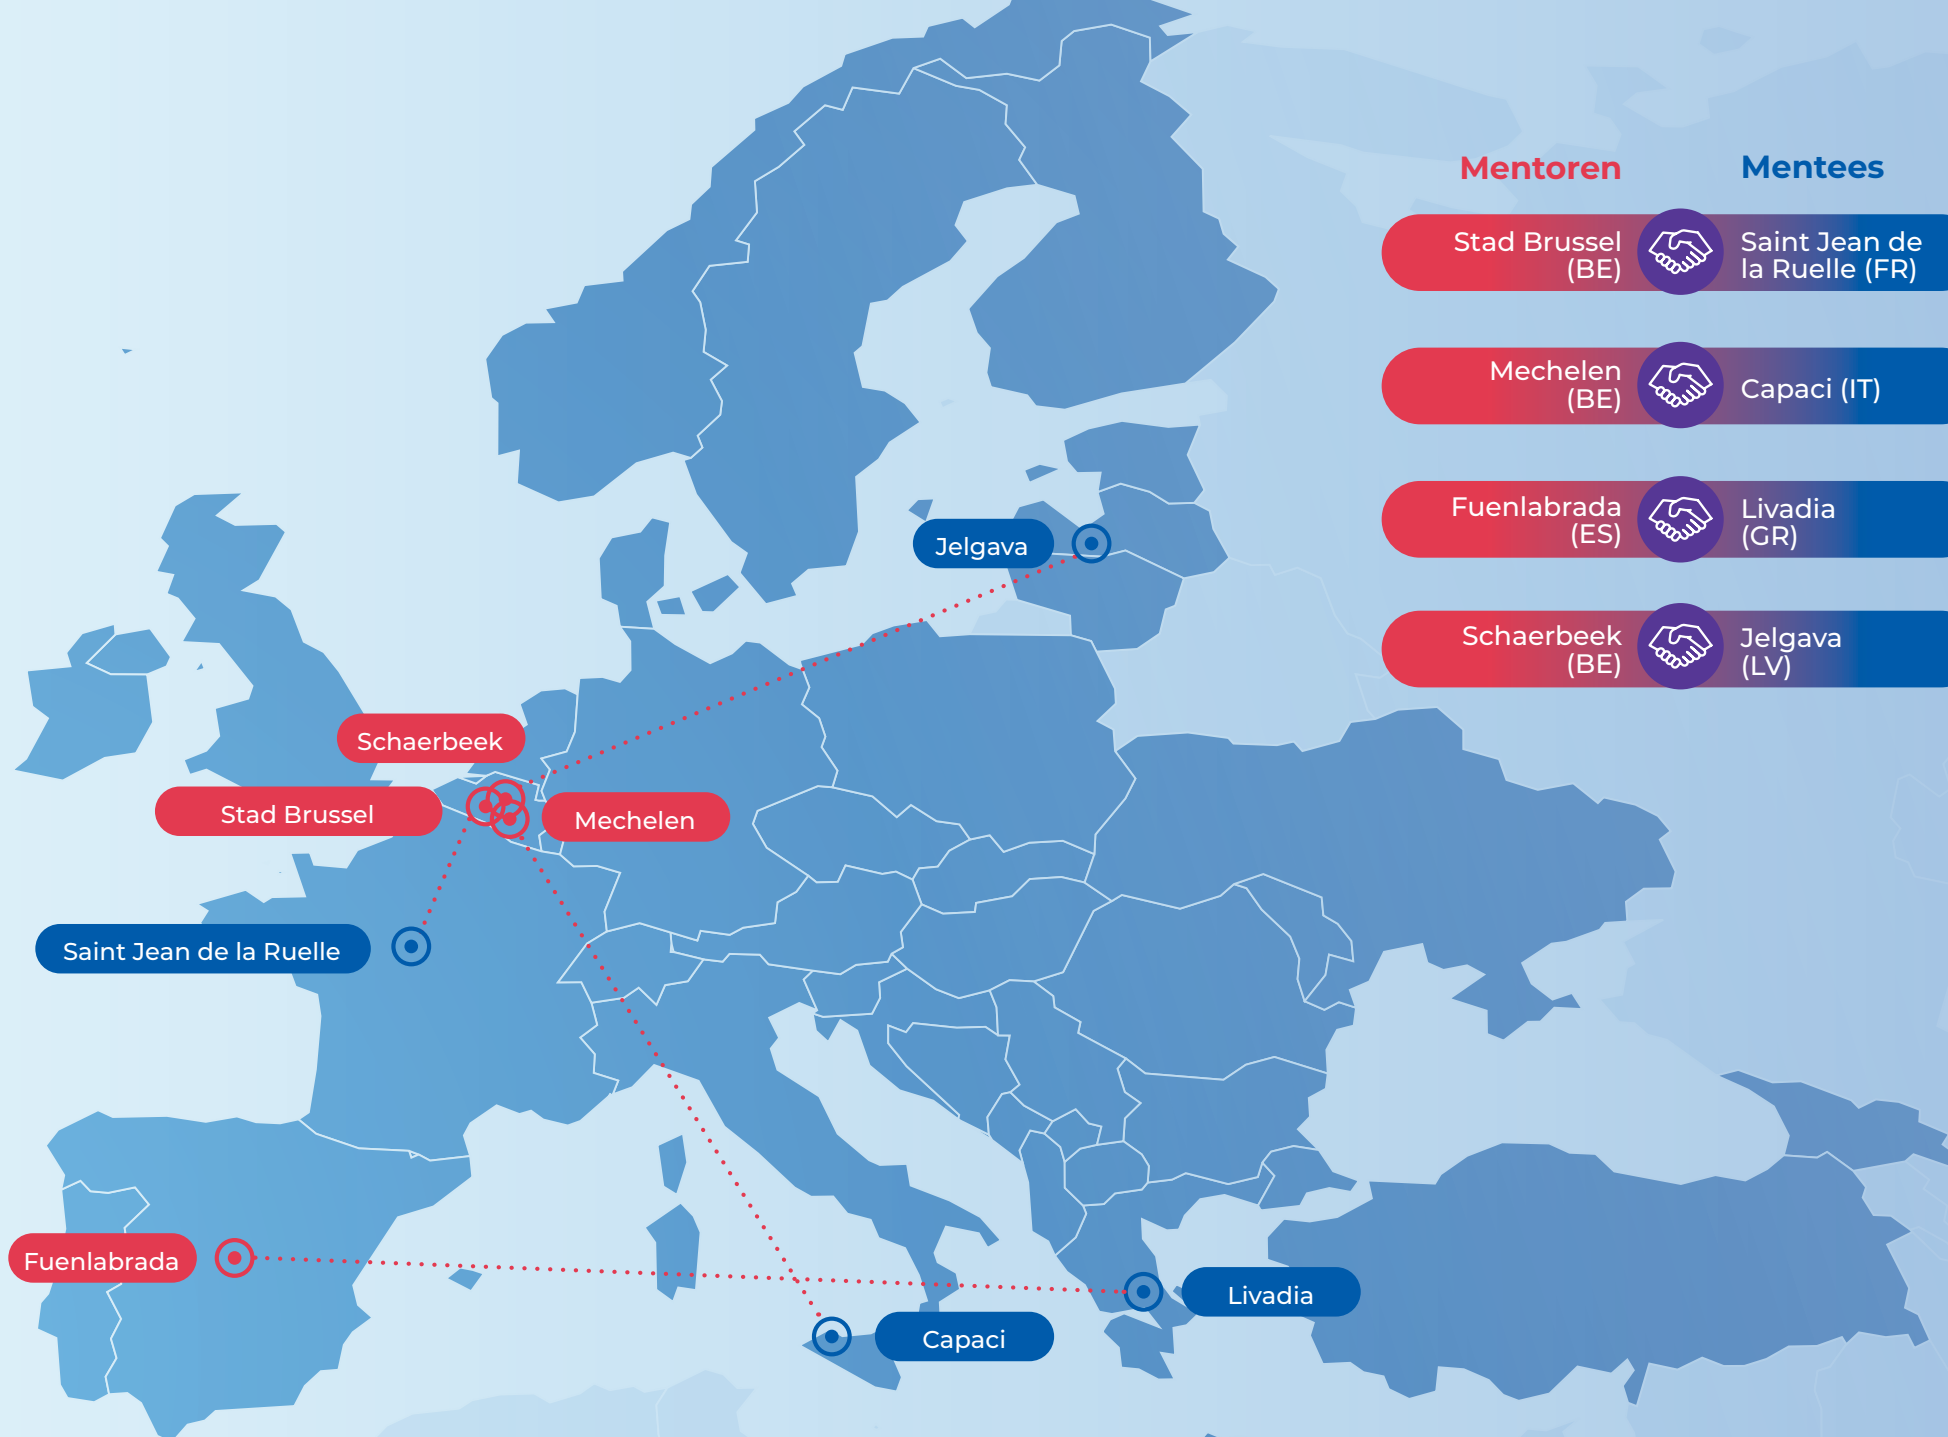 Mentoren
Mentees
Stad Brussel
(BE)
Saint Jean de
la Ruelle (FR)
Mechelen
(BE)
Capaci (IT)
Fuenlabrada
(ES)
Livadia
(GR)
Schaerbeek
(BE)
Jelgava
(LV)
Jelgava
Schaerbeek
Stad Brussel
Mechelen
Saint Jean de la Ruelle
Fuenlabrada
Livadia
Capaci